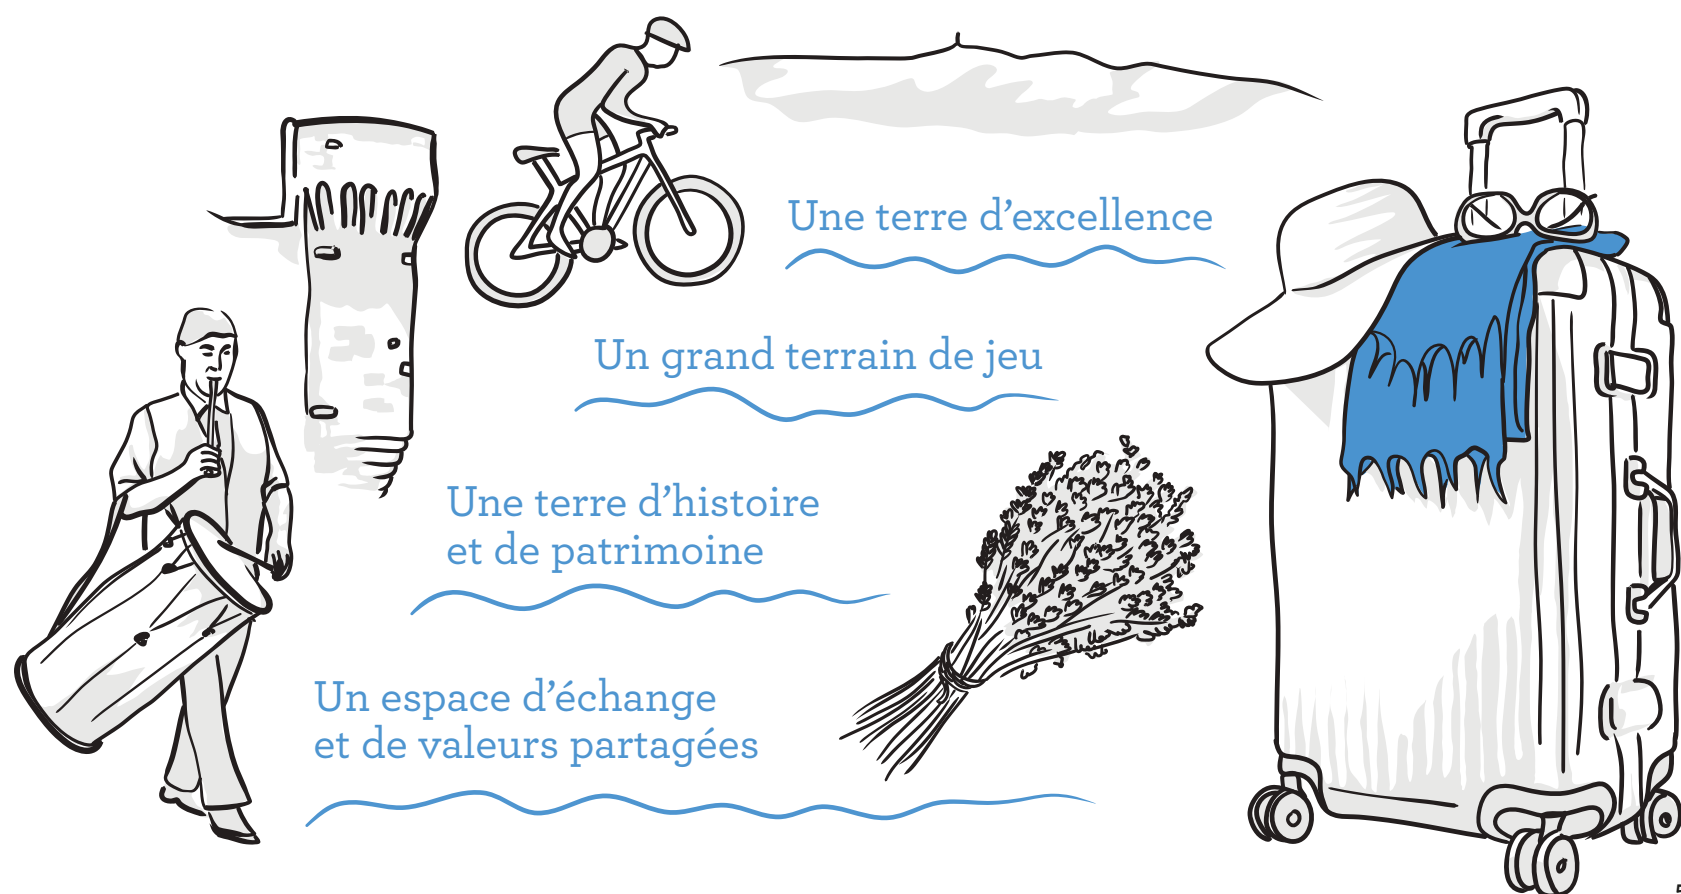 Une terre d’excellence
Un grand terrain de jeu
Une terre d’histoire
et de patrimoine
Un espace d’échange
et de valeurs partagées